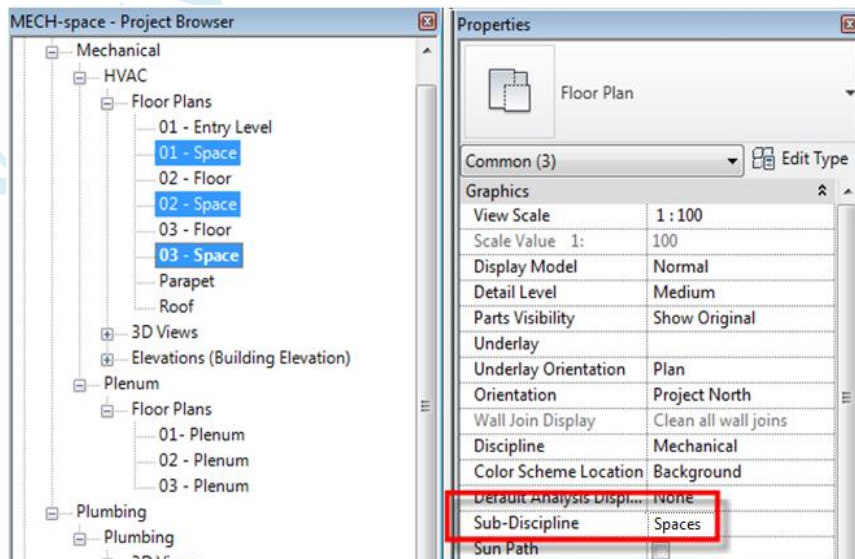 MECH-space - Project Browser
Mechanical
HVAC
Floor Plans
01 - Entry Level
01 - Space
02 - Floor
02 - Space
03 - Floor
03 - Space
Parapet
Roof
3D Views
Elevations (Building Elevation)
Plenum
Floor Plans
01- Plenum
02 - Plenum
03 - Plenum
Plumbing
Plumbing
3D Views
Properties
Floor Plan
Common (3) Edit Type
Graphics
View Scale 1 : 100
Scale Value 1: 100
Display Model Normal
Detail Level Medium
Parts Visibility Show Original
Underlay
Underlay Orientation Plan
Orientation Project North
Wall Join Display Clean all wall joins
Discipline Mechanical
Color Scheme Location Background
Default Analysis Displ... None
Sub-Discipline Spaces
Sun Path